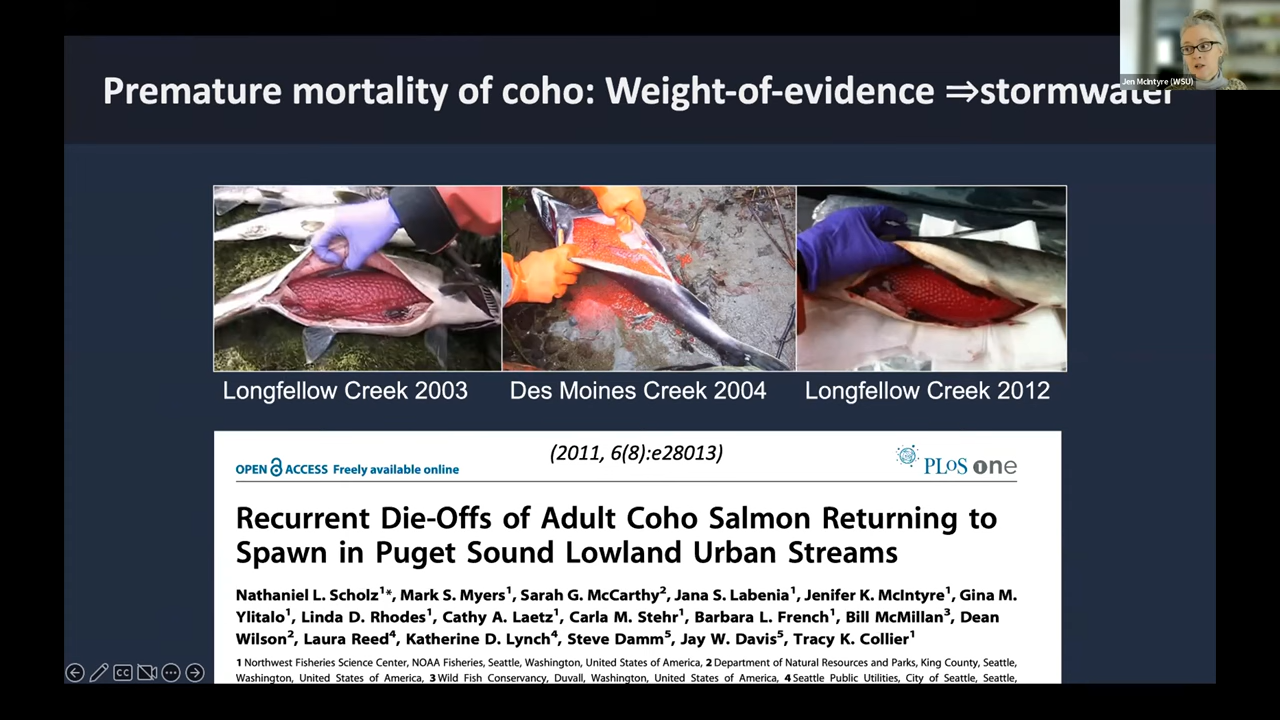 Jen McIntyre (WSU)
Premature mortality of coho: Weight-of-evidence ⇒stormwater
Longfellow Creek 2003
Des Moines Creek 2004
Longfellow Creek 2012
(2011, 6(8):e28013)
OPEN ACCESS Freely available online
PLoS one
Recurrent Die-Offs of Adult Coho Salmon Returning to
Spawn in Puget Sound Lowland Urban Streams
Nathaniel L. Scholz1*, Mark S. Myers1, Sarah G. McCarthy2, Jana S. Labenia1, Jenifer K. McIntyre1, Gina M.
Ylitalo1, Linda D. Rhodes1, Cathy A. Laetz1, Carla M. Stehr1, Barbara L. French1, Bill McMillan3, Dean
Wilson2, Laura Reed4, Katherine D. Lynch4, Steve Damm5, Jay W. Davis5, Tracy K. Collier1
1 Northwest Fisheries Science Center, NOAA Fisheries, Seattle, Washington, United States of America, 2 Department of Natural Resources and Parks, King County, Seattle,
Washington, United States of America, 3 Wild Fish Conservancy, Duvall, Washington, United States of America, 4 Seattle Public Utilities, City of Seattle, Seattle,
CC